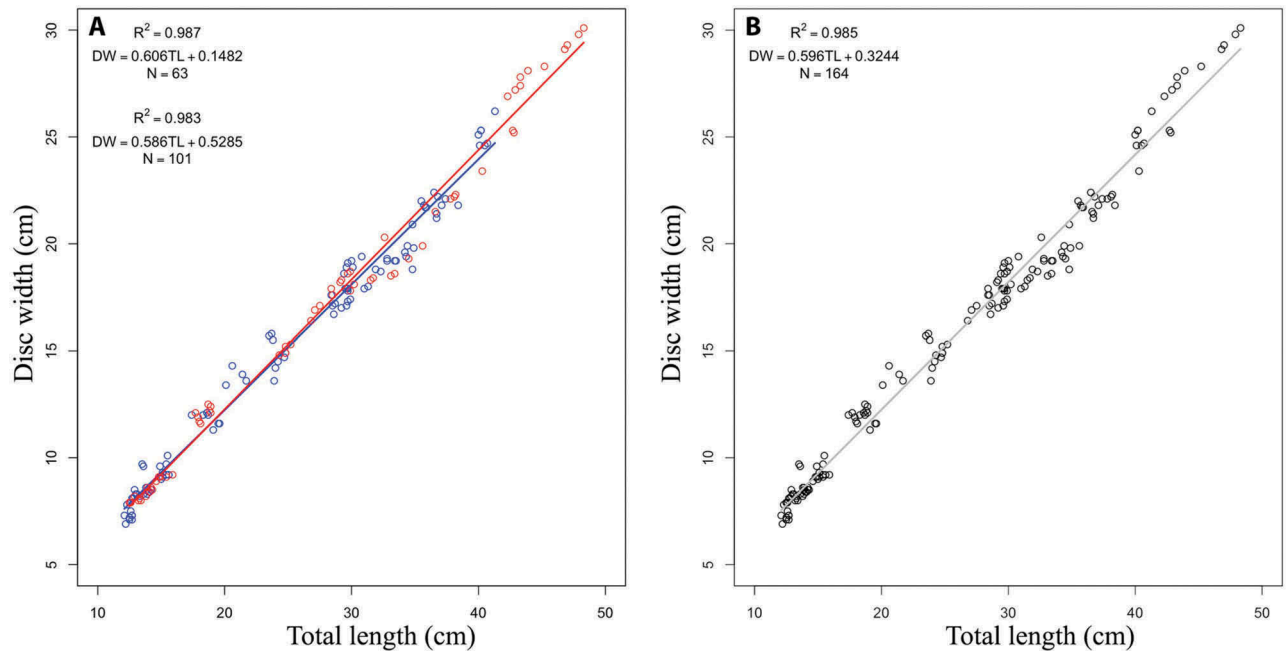 A
R² = 0.987
DW = 0.606TL + 0.1482
N = 63
R² = 0.983
DW = 0.586TL + 0.5285
N = 101
30
25
20
15
10
5
Disc width (cm)
10 20 30 40 50
Total length (cm)
B
R² = 0.985
DW = 0.596TL + 0.3244
N = 164
30
25
20
15
10
5
Disc width (cm)
10 20 30 40 50
Total length (cm)